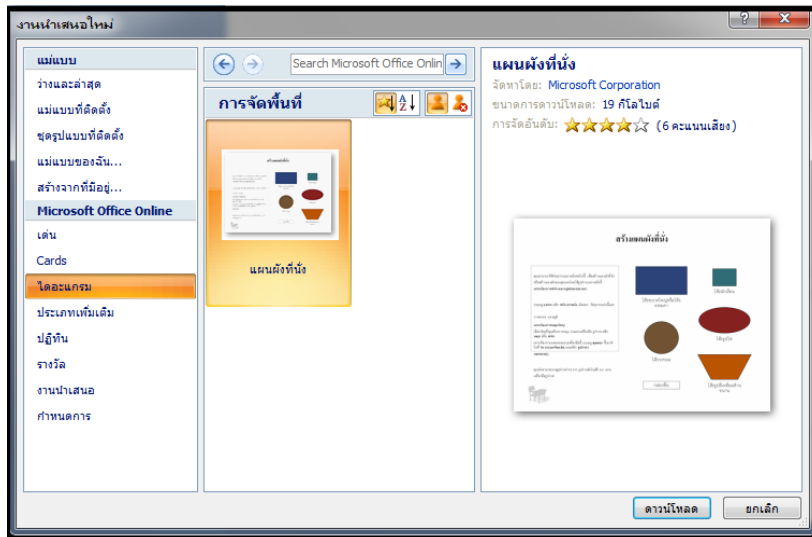 งานนำเสนอใหม่
แม่แบบ
ว่างและล่าสุด
แม่แบบที่ติดตั้ง
ชุดรูปแบบที่ติดตั้ง
แม่แบบของฉัน...
สร้างจากที่มีอยู่...
Microsoft Office Online
เด่น
Cards
ไดอะแกรม
ประเภทเพิ่มเติม
ปฏิทิน
รางวัล
งานนำเสนอ
กำหนดการ
Search Microsoft Office Onlin
การจัดพื้นที่
แผนผังที่นั่ง
แผนผังที่นั่ง
จัดหาโดย: Microsoft Corporation
ขนาดการดาวน์โหลด: 19 กิโลไบต์
การจัดอันดับ: (6 คะแนนเสียง)
สร้างแผนผังที่นั่ง
ดาวน์โหลด
ยกเลิก